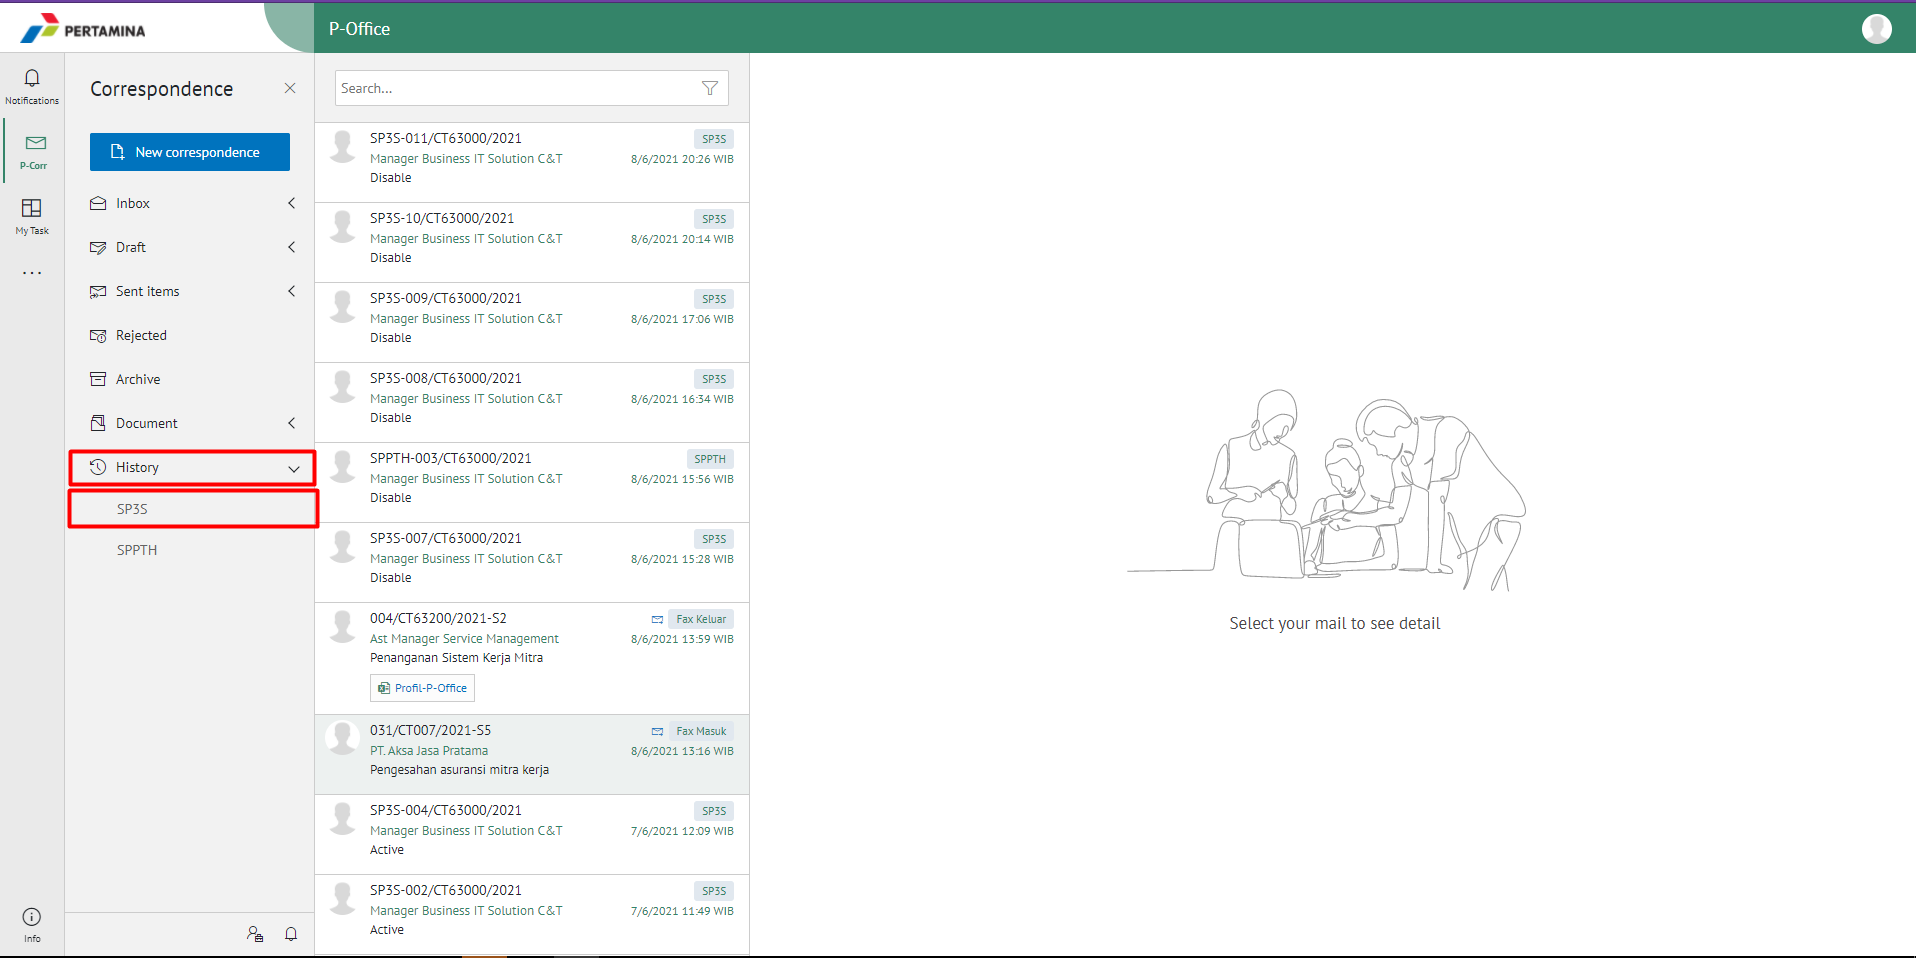 PERTAMINA
P-Office
Notifications
P-Corr
My Task
Info
Correspondence
New correspondence
Inbox
Draft
Sent items
Rejected
Archive
Document
History
SP3S
SPPTH
Search...
SP3S-011/CT63000/2021 SP3S
Manager Business IT Solution C&T 8/6/2021 20:26 WIB
Disable
SP3S-10/CT63000/2021 SP3S
Manager Business IT Solution C&T 8/6/2021 20:14 WIB
Disable
SP3S-009/CT63000/2021 SP3S
Manager Business IT Solution C&T 8/6/2021 17:06 WIB
Disable
SP3S-008/CT63000/2021 SP3S
Manager Business IT Solution C&T 8/6/2021 16:34 WIB
Disable
SPPTH-003/CT63000/2021 SPPTH
Manager Business IT Solution C&T 8/6/2021 15:56 WIB
Disable
SP3S-007/CT63000/2021 SP3S
Manager Business IT Solution C&T 8/6/2021 15:28 WIB
Disable
004/CT63200/2021-S2 Fax Keluar
Ast Manager Service Management 8/6/2021 13:59 WIB
Penanganan Sistem Kerja Mitra
Profil-P-Office
031/CT007/2021-S5 Fax Masuk
PT. Aksa Jasa Pratama 8/6/2021 13:16 WIB
Pengesahan asuransi mitra kerja
SP3S-004/CT63000/2021 SP3S
Manager Business IT Solution C&T 7/6/2021 12:09 WIB
Active
SP3S-002/CT63000/2021 SP3S
Manager Business IT Solution C&T 7/6/2021 11:49 WIB
Active
Select your mail to see detail